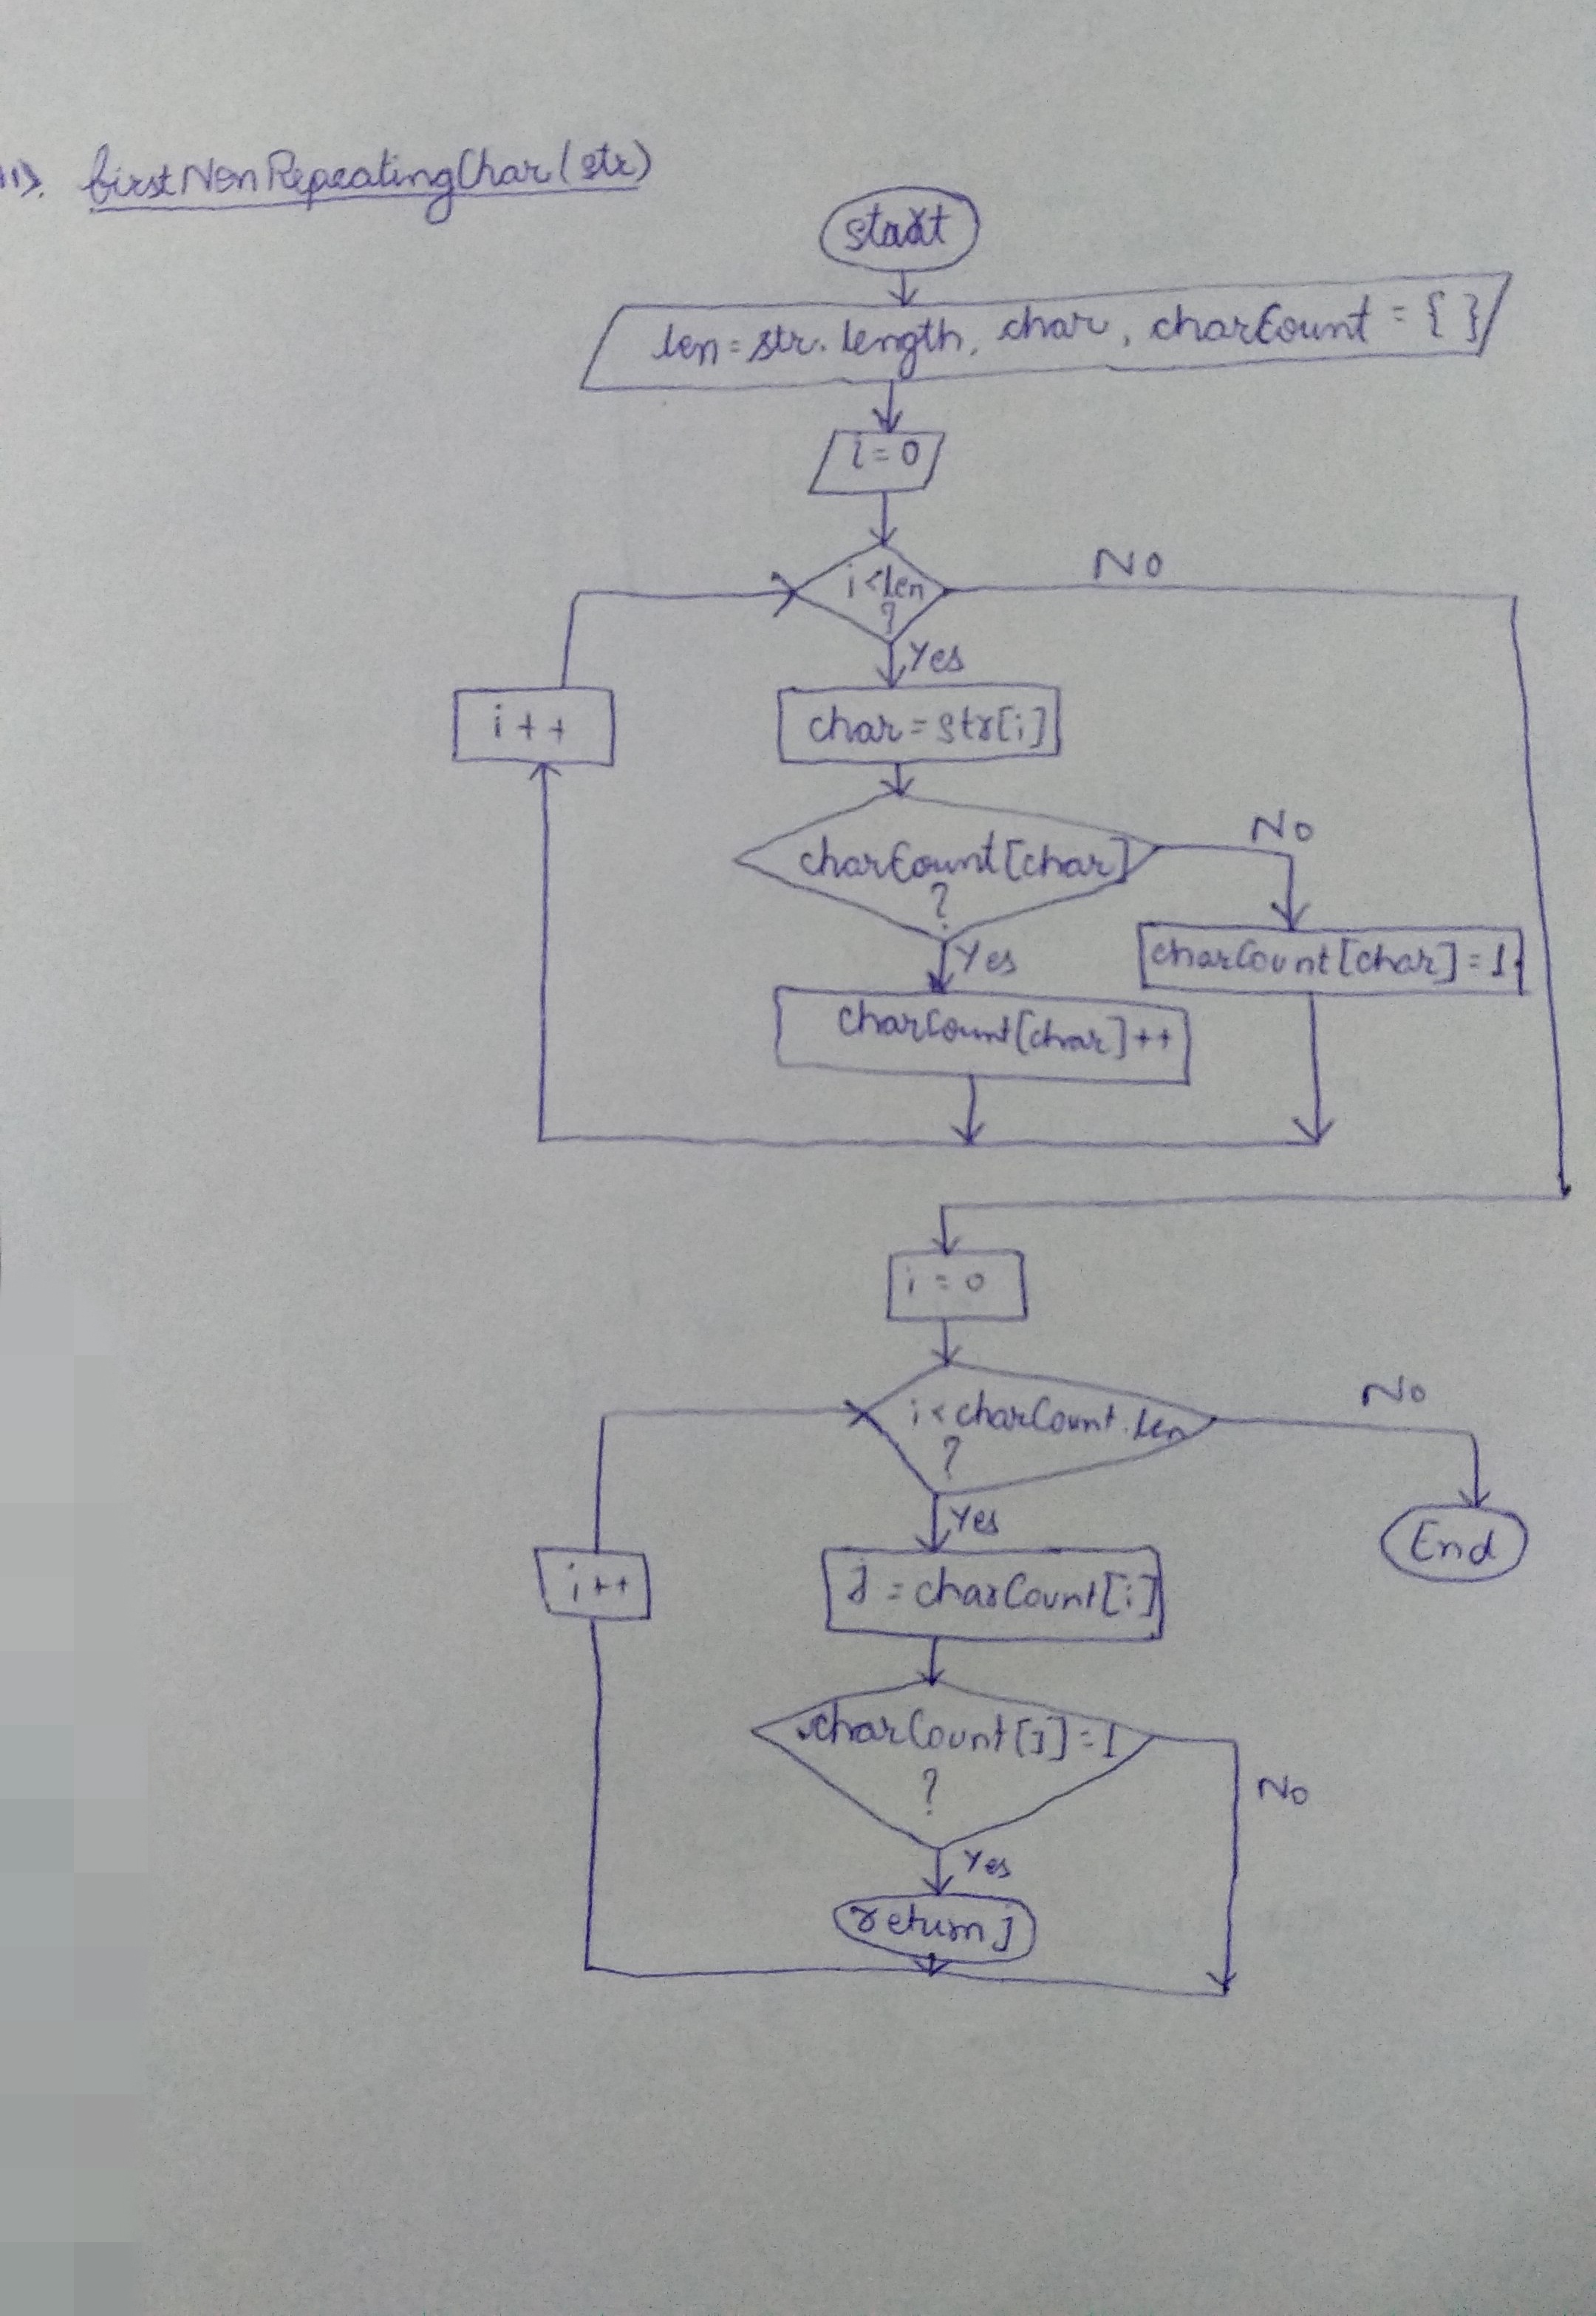 11). firstNonRepeatingChar(str)
start
len = str.length, char, charCount = { }
i = 0
i < len
?
No
Yes
i++
char = str[i]
charCount[char]
?
No
Yes
charCount[char] = 1
charCount[char]++
i = 0
i < charCount.len
?
No
Yes
End
i++
j = charCount[i]
charCount[j] = 1
?
No
Yes
return j